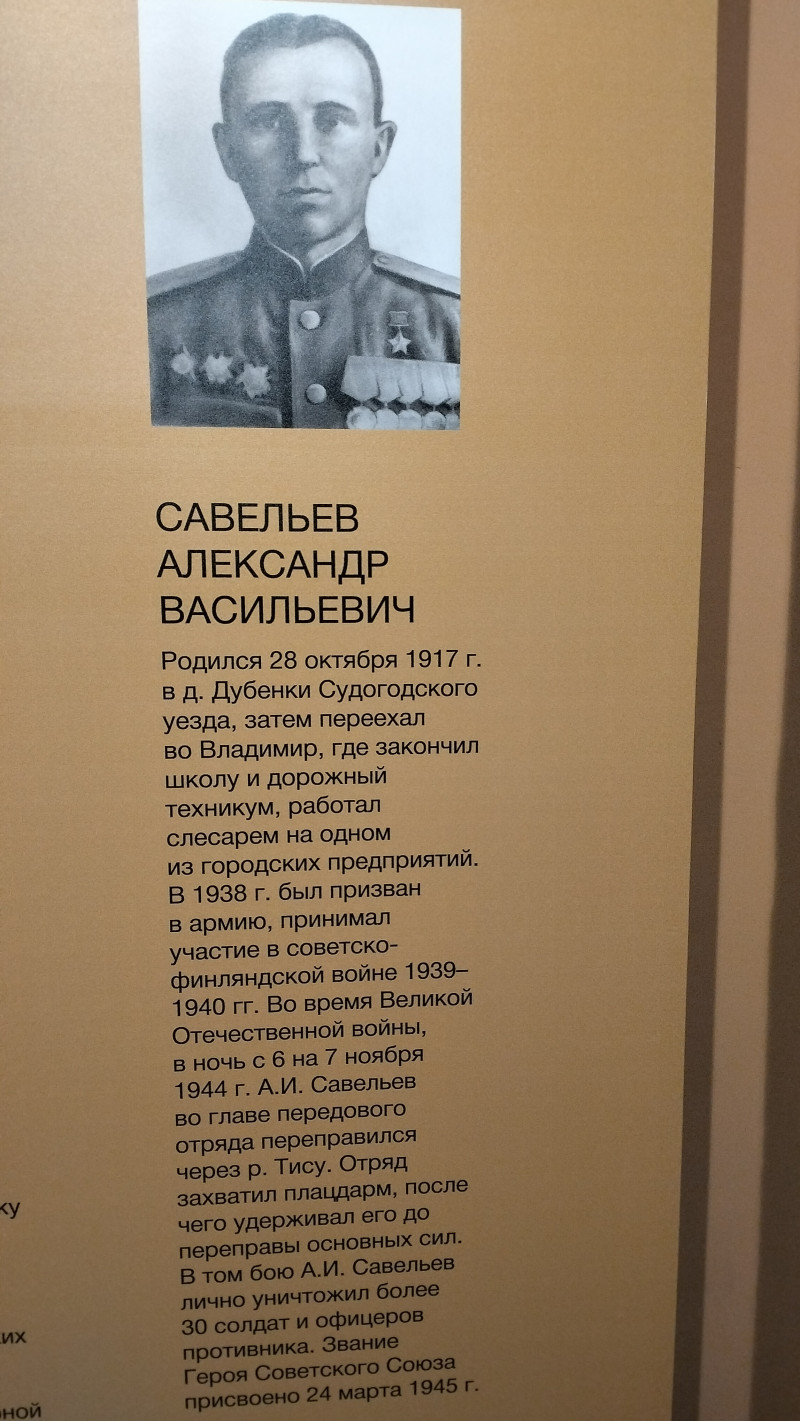 САВЕЛЬЕВ
АЛЕКСАНДР
ВАСИЛЬЕВИЧ
Родился 28 октября 1917 г.
в д. Дубенки Судогодского
уезда, затем переехал
во Владимир, где закончил
школу и дорожный
техникум, работал
слесарем на одном
из городских предприятий.
В 1938 г. был призван
в армию, принимал
участие в советско-
финляндской войне 1939–
1940 гг. Во время Великой
Отечественной войны,
в ночь с 6 на 7 ноября
1944 г. А.И. Савельев
во главе передового
отряда переправился
через р. Тису. Отряд
захватил плацдарм, после
чего удерживал его до
переправы основных сил.
В том бою А.И. Савельев
лично уничтожил более
30 солдат и офицеров
противника. Звание
Героя Советского Союза
присвоено 24 марта 1945 г.